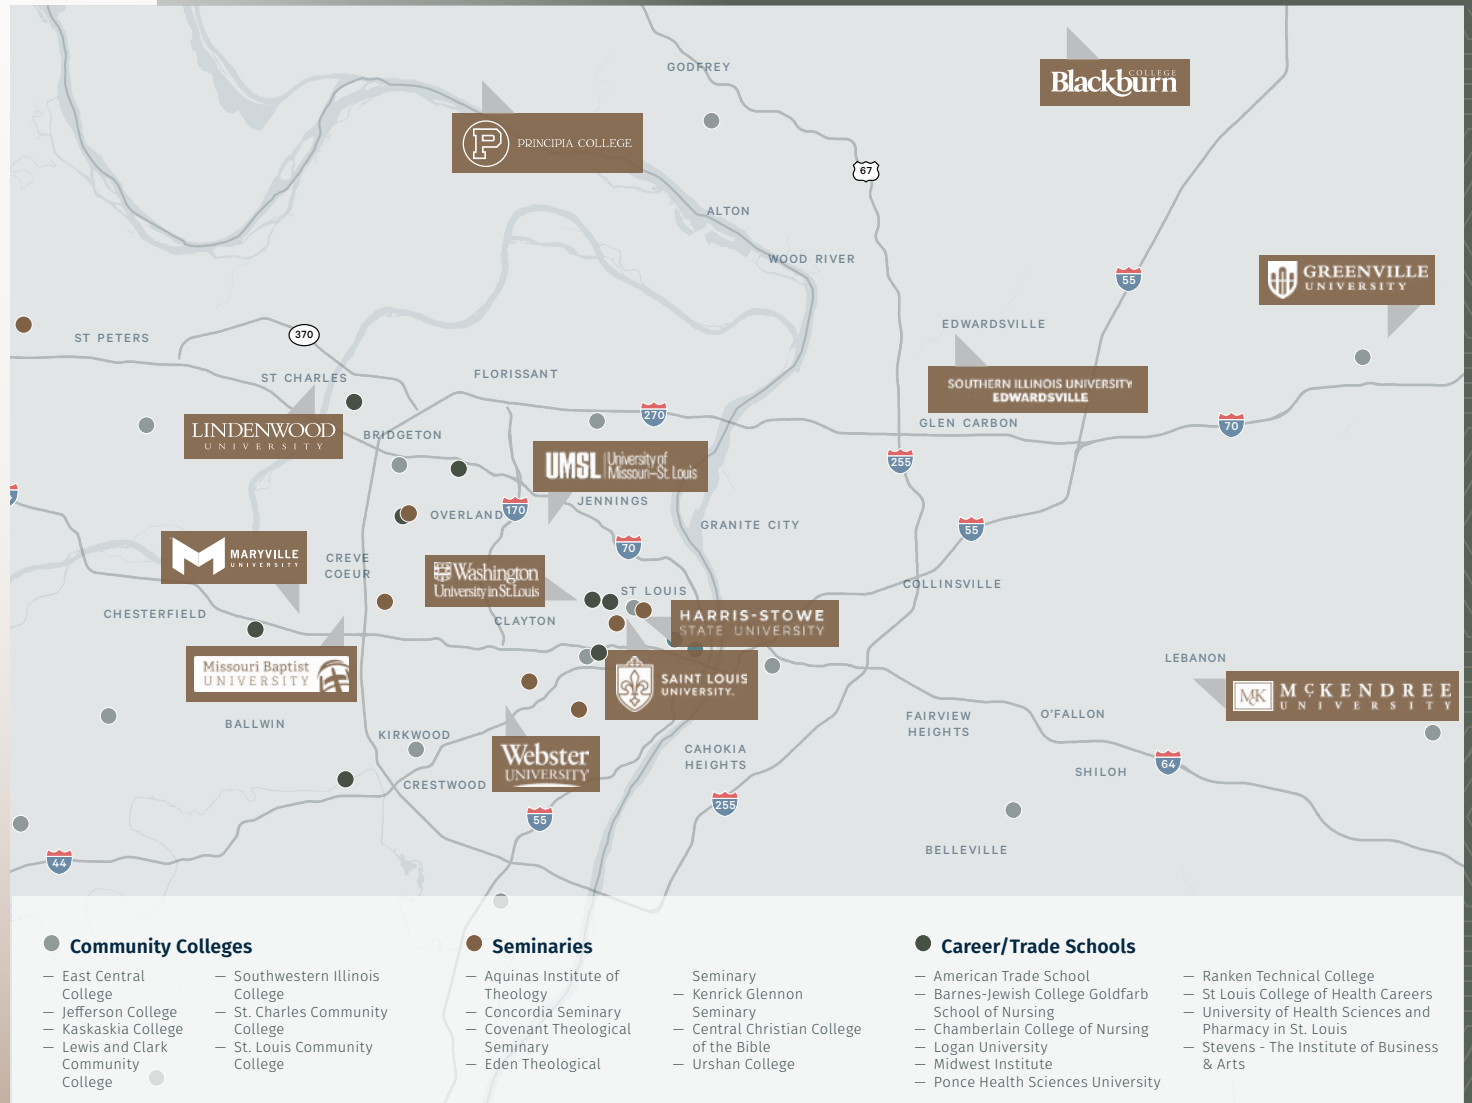 GODFREY
COLLEGE
Blackburn
P
PRINCIPIA COLLEGE
67
ALTON
WOOD RIVER
55
GREENVILLE
UNIVERSITY
ST PETERS
370
EDWARDSVILLE
ST CHARLES
FLORISSANT
SOUTHERN ILLINOIS UNIVERSITY
EDWARDSVILLE
270
GLEN CARBON
70
LINDENWOOD
UNIVERSITY
BRIDGETON
255
UMSL University of
Missouri–St. Louis
JENNINGS
OVERLAND
170
GRANITE CITY
55
70
MARYVILLE
UNIVERSITY
CREVE
COEUR
Washington
University in St. Louis
ST LOUIS
COLLINSVILLE
CHESTERFIELD
CLAYTON
HARRIS-STOWE
STATE UNIVERSITY
Missouri Baptist
UNIVERSITY
SAINT LOUIS
UNIVERSITY.
LEBANON
MK
McKENDREE
UNIVERSITY
BALLWIN
KIRKWOOD
FAIRVIEW
HEIGHTS
O'FALLON
Webster
UNIVERSITY
CAHOKIA
HEIGHTS
64
SHILOH
CRESTWOOD
255
55
BELLEVILLE
44
Community Colleges
— East Central
College
— Jefferson College
— Kaskaskia College
— Lewis and Clark
Community
College
— Southwestern Illinois
College
— St. Charles Community
College
— St. Louis Community
College
Seminaries
— Aquinas Institute of
Theology
— Concordia Seminary
— Covenant Theological
Seminary
— Eden Theological
Seminary
— Kenrick Glennon
Seminary
— Central Christian College
of the Bible
— Urshan College
Career/Trade Schools
— American Trade School
— Barnes-Jewish College Goldfarb
School of Nursing
— Chamberlain College of Nursing
— Logan University
— Midwest Institute
— Ponce Health Sciences University
— Ranken Technical College
— St Louis College of Health Careers
— University of Health Sciences and
Pharmacy in St. Louis
— Stevens - The Institute of Business
& Arts